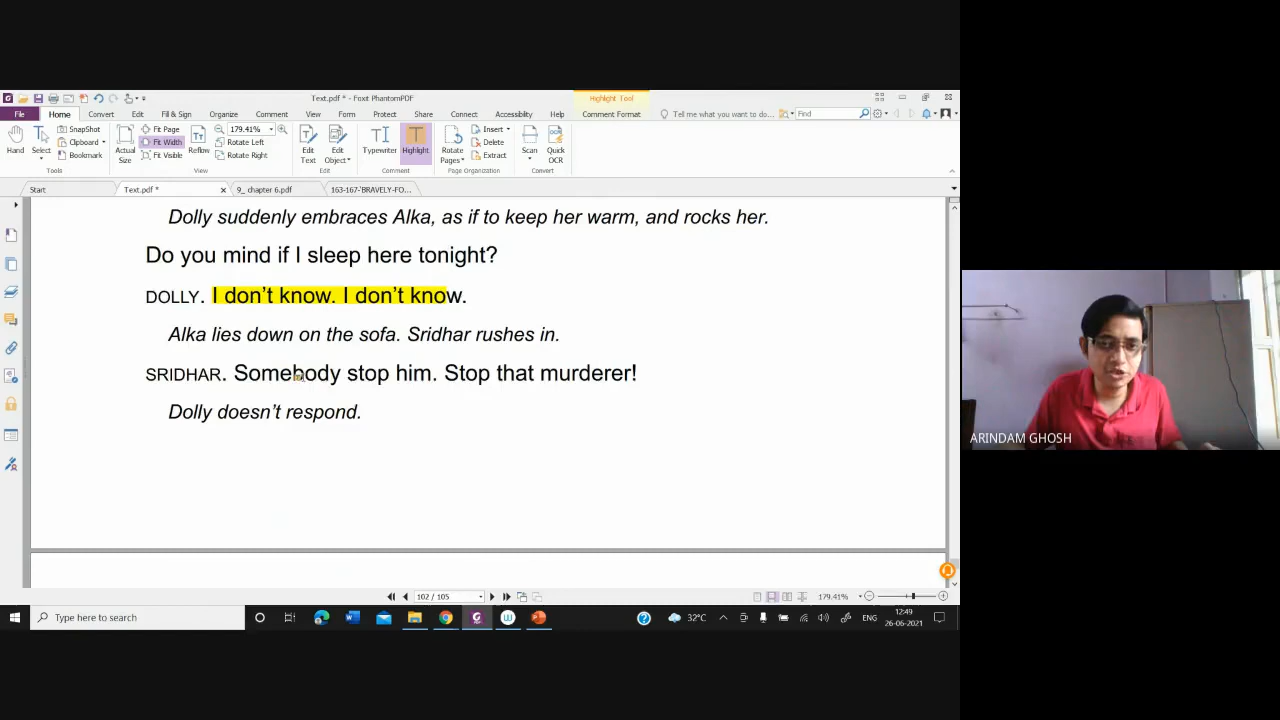 Text.pdf * - Foxit PhantomPDF
Highlight Tool
File Home Convert Edit Fill & Sign Organize Comment View Form Protect Share Connect Accessibility Help Comment Format Tell me what you want to do... Find
Hand Select SnapShot Clipboard Bookmark Actual Size Fit Page Fit Width Fit Visible Reflow 179.41% Rotate Left Rotate Right Edit Text Edit Object Typewriter Highlight Rotate Pages Insert Delete Extract Scan Quick OCR
Tools View Edit Comment Page Organization Convert
Start Text.pdf * 9_ chapter 6.pdf 163-167-'BRAVELY-FO...
Dolly suddenly embraces Alka, as if to keep her warm, and rocks her.
Do you mind if I sleep here tonight?
DOLLY. I don’t know. I don’t know.
Alka lies down on the sofa. Sridhar rushes in.
SRIDHAR. Somebody stop him. Stop that murderer!
Dolly doesn’t respond.
ARINDAM GHOSH
102 / 105 179.41%
Type here to search 32°C ENG 12:49
26-06-2021